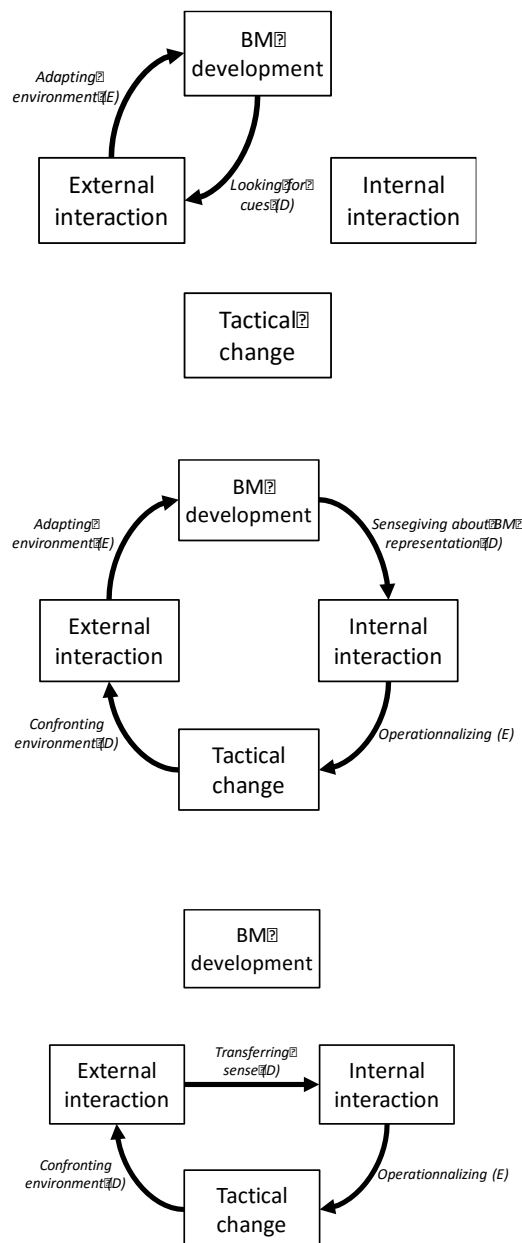 BM
development
Adapting
environment (E)
Looking for
cues (D)
External
interaction
Internal
interaction
Tactical
change
BM
development
Adapting
environment (E)
Sensegiving about BM
representation (D)
External
interaction
Internal
interaction
Confronting
environment (D)
Operationnalizing (E)
Tactical
change
BM
development
External
interaction
Transferring
sense (D)
Internal
interaction
Confronting
environment (D)
Operationnalizing (E)
Tactical
change